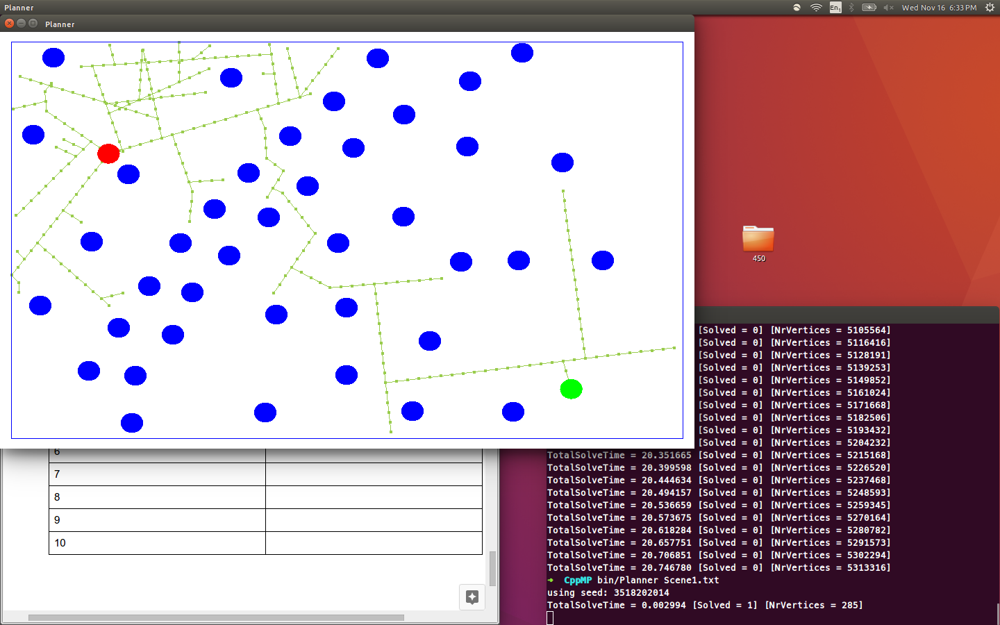 Planner
En1
Wed Nov 16 6:33 PM
Planner
450
[Solved = 0] [NrVertices = 5105564]
[Solved = 0] [NrVertices = 5116416]
[Solved = 0] [NrVertices = 5128191]
[Solved = 0] [NrVertices = 5139253]
[Solved = 0] [NrVertices = 5149852]
[Solved = 0] [NrVertices = 5161024]
[Solved = 0] [NrVertices = 5171668]
[Solved = 0] [NrVertices = 5182506]
[Solved = 0] [NrVertices = 5193432]
[Solved = 0] [NrVertices = 5204232]
TotalSolveTime = 20.351665 [Solved = 0] [NrVertices = 5215168]
TotalSolveTime = 20.399598 [Solved = 0] [NrVertices = 5226520]
TotalSolveTime = 20.444634 [Solved = 0] [NrVertices = 5237468]
TotalSolveTime = 20.494157 [Solved = 0] [NrVertices = 5248593]
TotalSolveTime = 20.536659 [Solved = 0] [NrVertices = 5259345]
TotalSolveTime = 20.573675 [Solved = 0] [NrVertices = 5270164]
TotalSolveTime = 20.618284 [Solved = 0] [NrVertices = 5280782]
TotalSolveTime = 20.657751 [Solved = 0] [NrVertices = 5291573]
TotalSolveTime = 20.706851 [Solved = 0] [NrVertices = 5302294]
TotalSolveTime = 20.746780 [Solved = 0] [NrVertices = 5313316]
➜ CppMP bin/Planner Scene1.txt
using seed: 3518202014
TotalSolveTime = 0.002994 [Solved = 1] [NrVertices = 285]
6
7
8
9
10